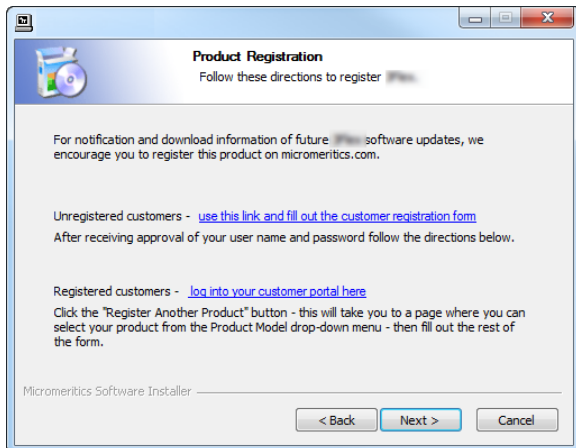 Product Registration
Follow these directions to register
For notification and download information of future software updates, we
encourage you to register this product on micromeritics.com.
Unregistered customers - use this link and fill out the customer registration form
After receiving approval of your user name and password follow the directions below.
Registered customers - log into your customer portal here
Click the "Register Another Product" button - this will take you to a page where you can
select your product from the Product Model drop-down menu - then fill out the rest of
the form.
Micromeritics Software Installer
< Back
Next >
Cancel